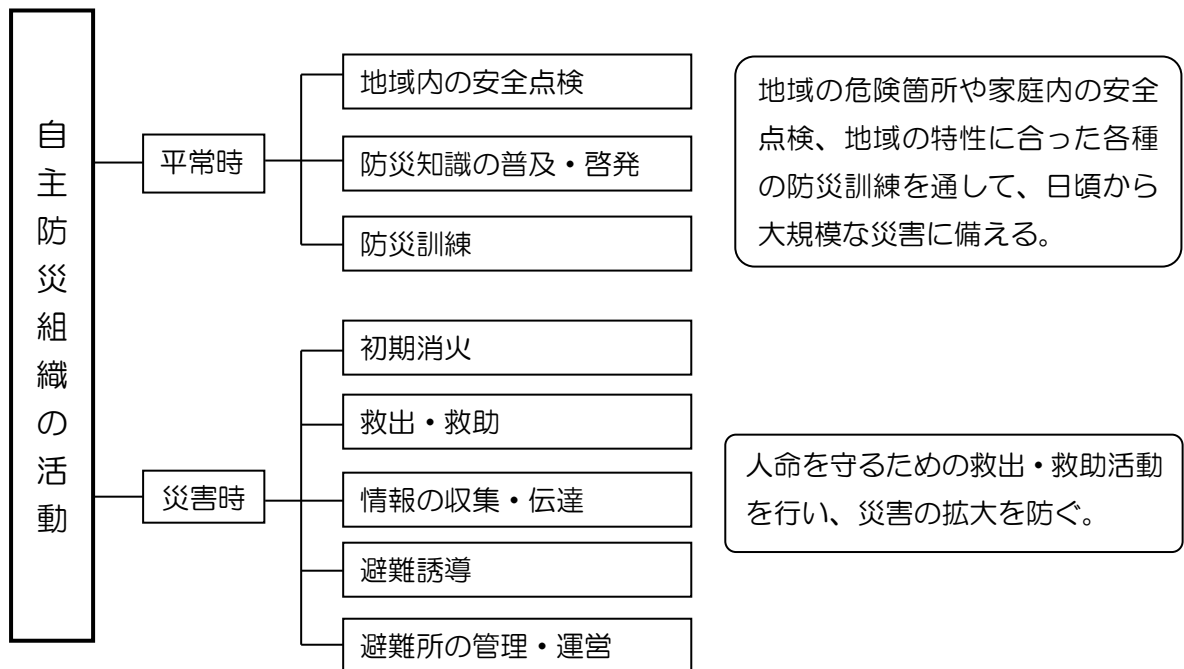 自主防災組織の活動
平常時
地域内の安全点検
防災知識の普及・啓発
防災訓練
地域の危険箇所や家庭内の安全
点検、地域の特性に合った各種
の防災訓練を通して、日頃から
大規模な災害に備える。
災害時
初期消火
救出・救助
情報の収集・伝達
避難誘導
避難所の管理・運営
人命を守るための救出・救助活動
を行い、災害の拡大を防ぐ。